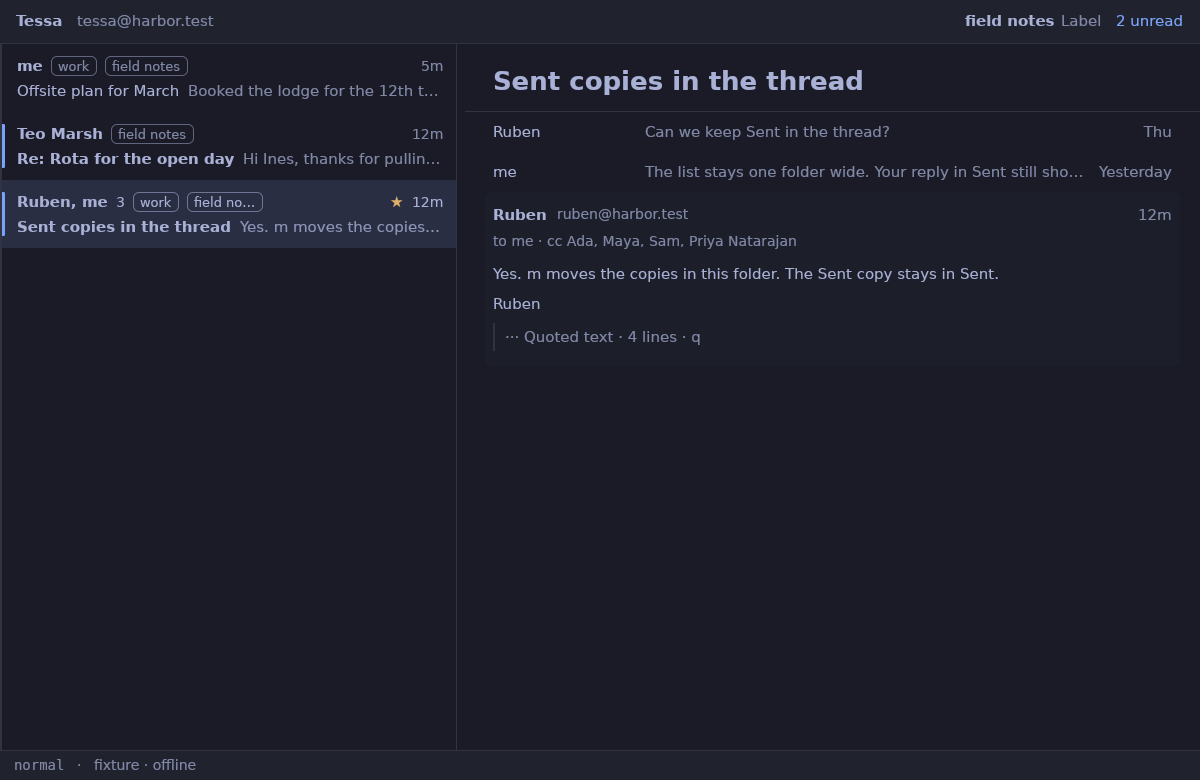 Tessa tessa@harbor.test
field notes Label 2 unread
me work field notes 5m
Offsite plan for March Booked the lodge for the 12th t…
Teo Marsh field notes 12m
Re: Rota for the open day Hi Ines, thanks for pullin…
Ruben, me 3 work field no… ★ 12m
Sent copies in the thread Yes. m moves the copies…
Sent copies in the thread
Ruben Can we keep Sent in the thread? Thu
me The list stays one folder wide. Your reply in Sent still sho… Yesterday
Ruben ruben@harbor.test 12m
to me · cc Ada, Maya, Sam, Priya Natarajan
Yes. m moves the copies in this folder. The Sent copy stays in Sent.
Ruben
··· Quoted text · 4 lines · q
normal · fixture · offline